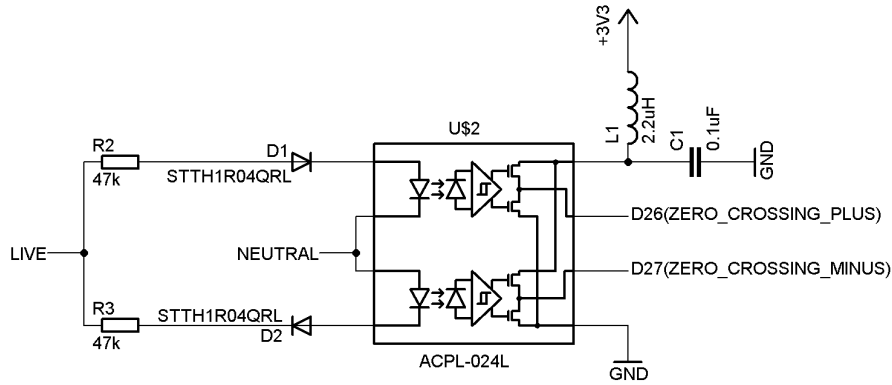 +3V3
L1
2.2uH
C1
0.1uF
GND
U$2
R2
47k
D1
STTH1R04QRL
D26(ZERO_CROSSING_PLUS)
LIVE
NEUTRAL
D27(ZERO_CROSSING_MINUS)
R3
47k
STTH1R04QRL
D2
ACPL-024L
GND